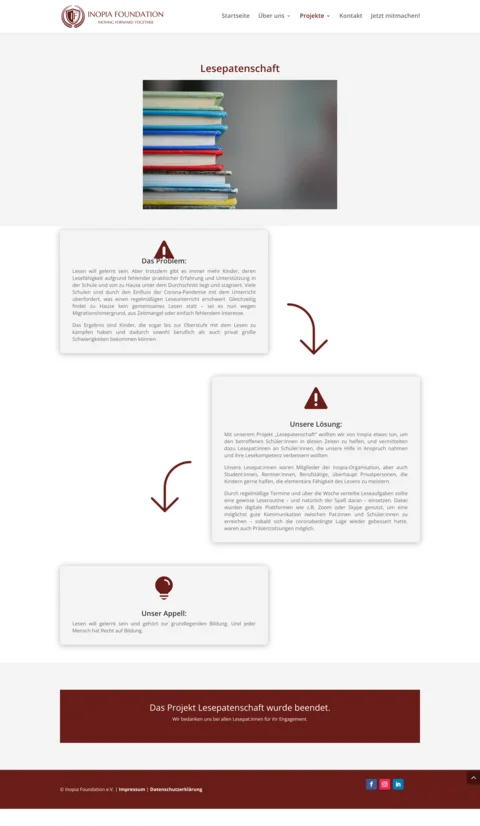 INOPIA FOUNDATION
MOVING FORWARD TOGETHER
Startseite Über uns Projekte Kontakt Jetzt mitmachen!
Lesepatenschaft
Das Problem:
Lesen will gelernt sein. Aber trotzdem gibt es immer mehr Kinder, deren
Lesefähigkeit aufgrund fehlender praktischer Erfahrung und Unterstützung in
der Schule und von zu Hause unter dem Durchschnitt liegt und stagniert. Viele
Schulen sind durch den Einfluss der Corona-Pandemie mit dem Unterricht
überfordert, was einen regelmäßigen Leseunterricht erschwert. Gleichzeitig
findet zu Hause kein gemeinsames Lesen statt – sei es nun wegen
Migrationshintergrund, aus Zeitmangel oder einfach fehlendem Interesse.
Das Ergebnis sind Kinder, die sogar bis zur Oberstufe mit dem Lesen zu
kämpfen haben und dadurch sowohl beruflich als auch privat große
Schwierigkeiten bekommen können.
Unsere Lösung:
Mit unserem Projekt „Lesepatenschaft" wollten wir von Inopia etwas tun, um
den betroffenen Schüler:innen in diesen Zeiten zu helfen, und vermittelten
dazu Lesepat:innen an Schüler:innen, die unsere Hilfe in Anspruch nahmen
und ihre Lesekompetenz verbessern wollten.
Unsere Lesepat:innen waren Mitglieder der Inopia-Organisation, aber auch
Student:innen, Rentner:innen, Berufstätige, überhaupt Privatpersonen, die
Kindern gerne halfen, die elementare Fähigkeit des Lesens zu meistern.
Durch regelmäßige Termine und über die Woche verteilte Leseaufgaben sollte
eine gewisse Leseroutine – und natürlich der Spaß daran – einsetzen. Dabei
wurden digitale Plattformen wie z.B. Zoom oder Skype genutzt, um eine
möglichst gute Kommunikation zwischen Pat:innen und Schüler:innen zu
erreichen – sobald sich die coronabedingte Lage wieder gebessert hatte,
waren auch Präsenzsitzungen möglich.
Unser Appell:
Lesen will gelernt sein und gehört zur grundlegenden Bildung. Und jeder
Mensch hat Recht auf Bildung.
Das Projekt Lesepatenschaft wurde beendet.
Wir bedanken uns bei allen Lesepat:innen für ihr Engagement.
© Inopia Foundation e.V. | Impressum | Datenschutzerklärung